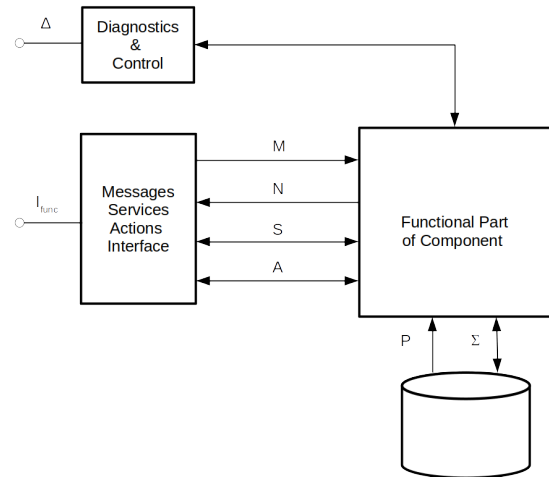 Δ
Diagnostics
&
Control
M
N
S
A
I func
Messages
Services
Actions
Interface
Functional Part
of Component
P
Σ